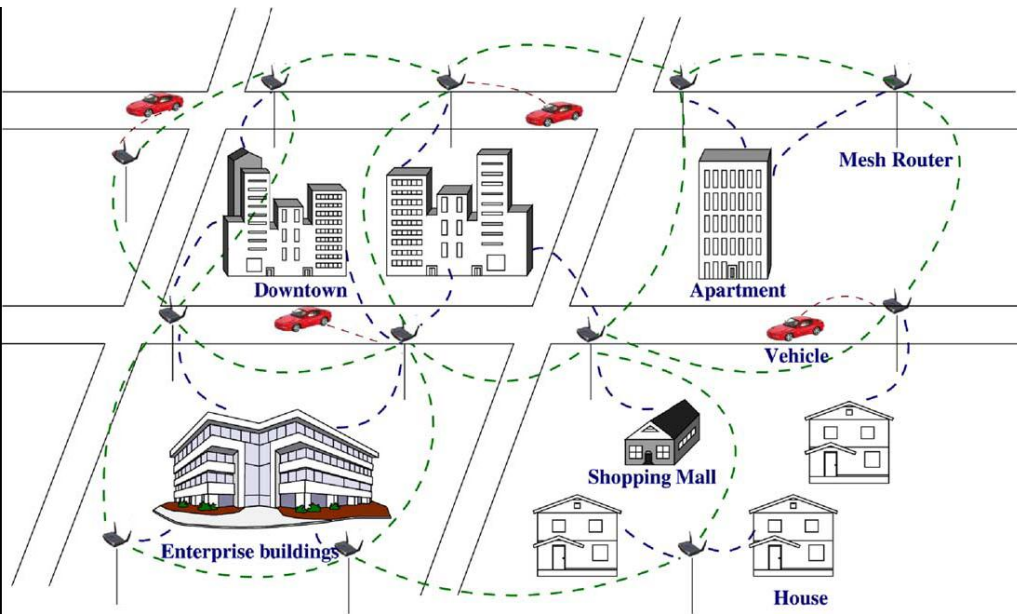 Mesh Router
Downtown
Apartment
Vehicle
Shopping Mall
Enterprise buildings
House